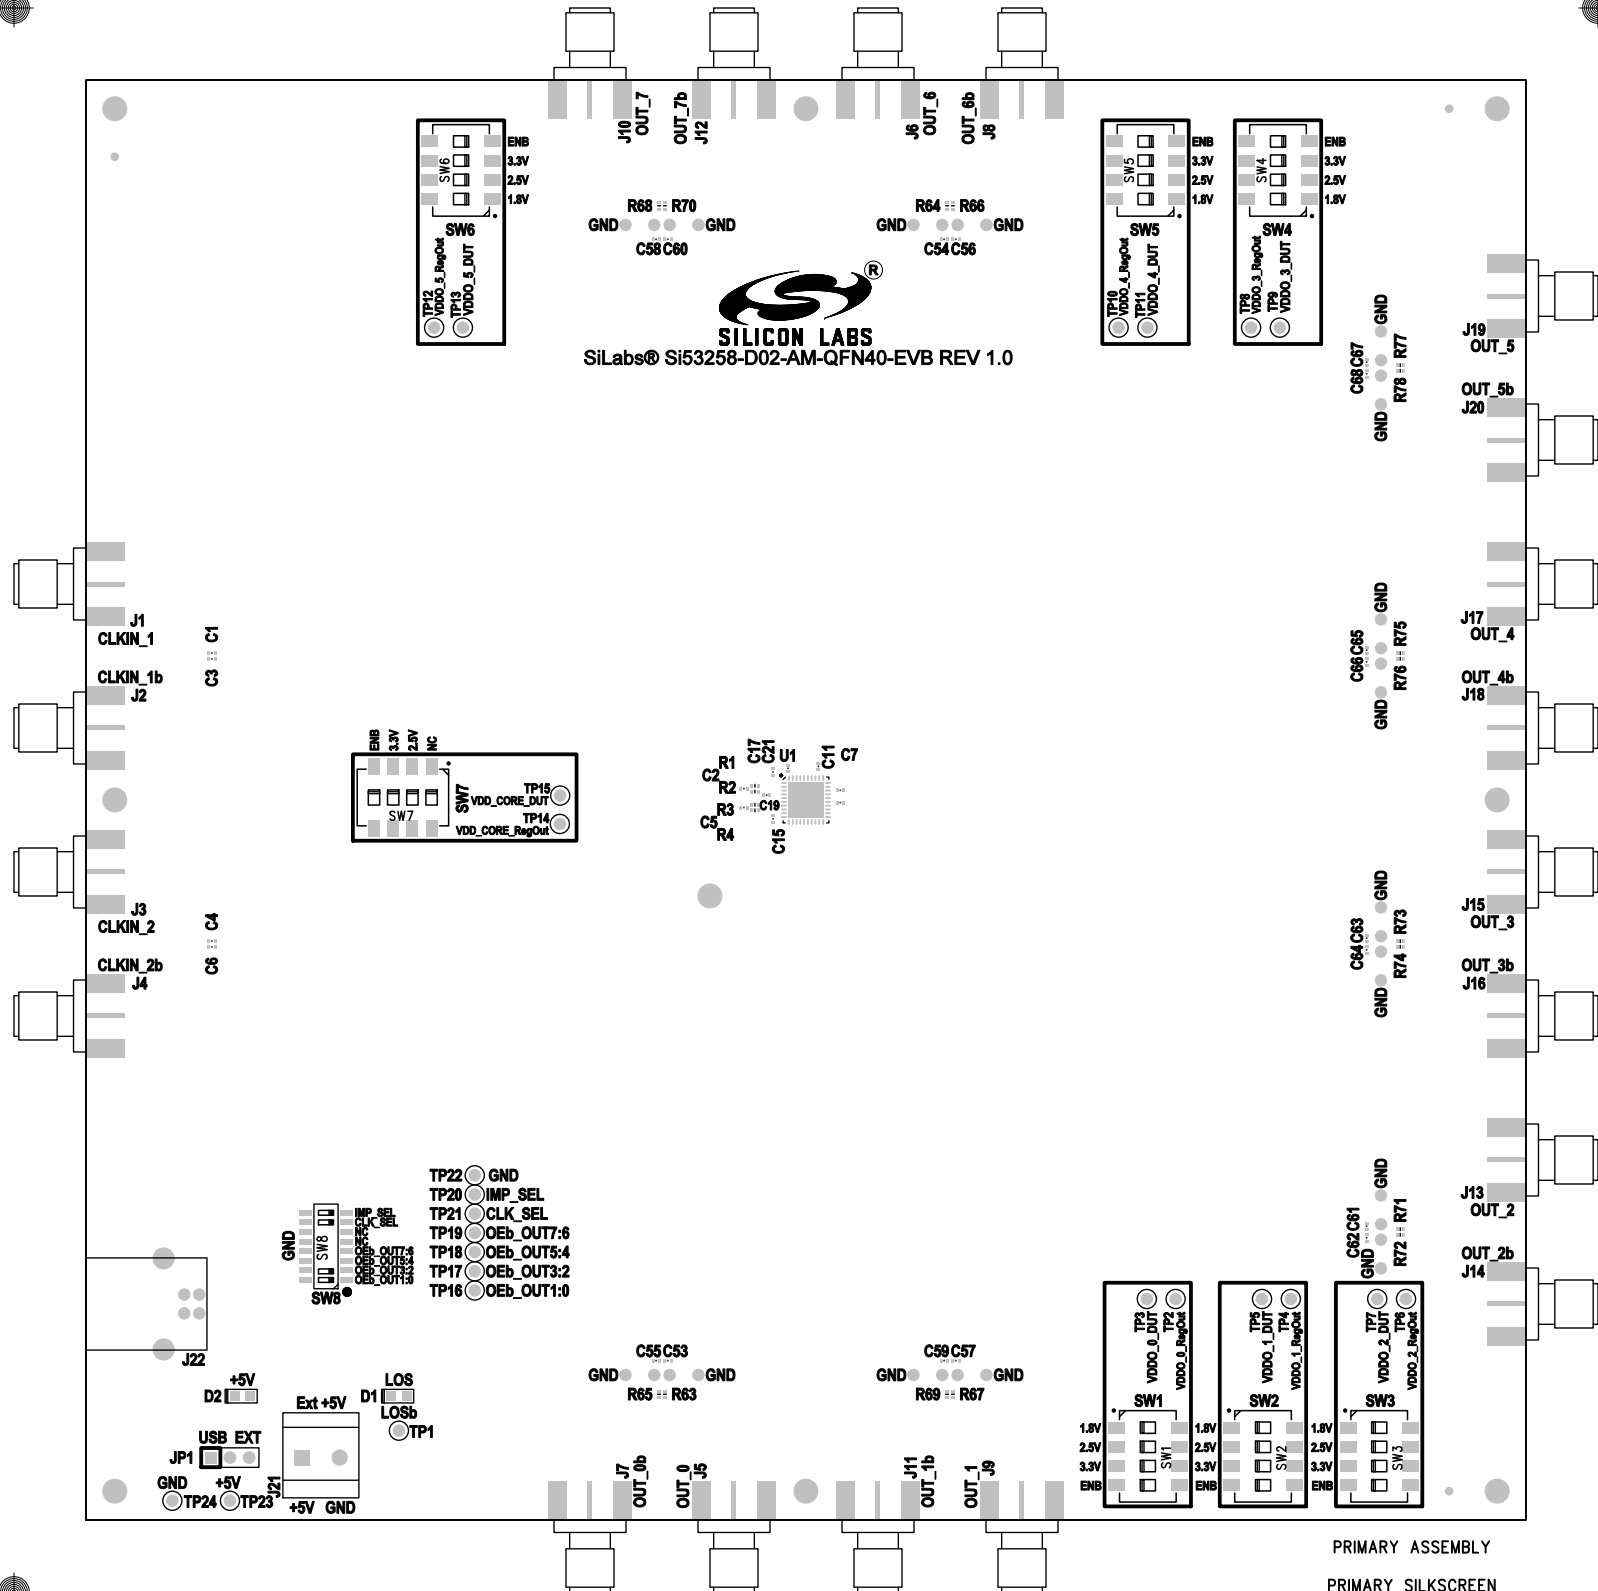 J10
OUT_7
OUT_7b
J12
J6
OUT_6
OUT_6b
J8
SW6
ENB
3.3V
2.5V
1.8V
SW6
TP12
VDDO_5_RegOut
TP13
VDDO_5_DUT
R68
R70
GND
GND
C58
C60
R64
R66
GND
GND
C54
C56
®
SILICON LABS
SiLabs® Si53258-D02-AM-QFN40-EVB REV 1.0
SW5
ENB
3.3V
2.5V
1.8V
SW5
TP10
VDDO_4_RegOut
TP11
VDDO_4_DUT
SW4
ENB
3.3V
2.5V
1.8V
SW4
TP8
VDDO_3_RegOut
TP9
VDDO_3_DUT
GND
C68
C67
R77
R78
GND
J19
OUT_5
OUT_5b
J20
J1
CLKIN_1
CLKIN_1b
J2
C1
C3
GND
C66
C65
R75
R76
GND
J17
OUT_4
OUT_4b
J18
ENB
3.3V
2.5V
NC
SW7
SW7
TP15
VDD_CORE_DUT
TP14
VDD_CORE_RegOut
R1
C2
R2
R3
C5
R4
C17
C21
U1
C11
C7
C19
C15
J3
CLKIN_2
CLKIN_2b
J4
C4
C6
GND
C64
C63
R73
R74
GND
J15
OUT_3
OUT_3b
J16
TP22 GND
TP20 IMP_SEL
TP21 CLK_SEL
TP19 OEb_OUT7:6
TP18 OEb_OUT5:4
TP17 OEb_OUT3:2
TP16 OEb_OUT1:0
GND
SW8
IMP_SEL
CLK_SEL
NC
NC
OEb_OUT7:6
OEb_OUT5:4
OEb_OUT3:2
OEb_OUT1:0
SW8
GND
C62
C61
R71
R72
GND
J13
OUT_2
OUT_2b
J14
J22
+5V
D2
LOS
D1
LOSb
TP1
Ext +5V
J21
+5V GND
USB EXT
JP1
GND
TP24
+5V
TP23
C55
C53
GND
GND
R65
R63
C59
C57
GND
GND
R69
R67
J7
OUT_0b
OUT_0
J5
J11
OUT_1b
OUT_1
J9
TP3
VDDO_0_DUT
TP2
VDDO_0_RegOut
SW1
1.8V
2.5V
3.3V
ENB
SW1
TP5
VDDO_1_DUT
TP4
VDDO_1_RegOut
SW2
1.8V
2.5V
3.3V
ENB
SW2
TP7
VDDO_2_DUT
TP6
VDDO_2_RegOut
SW3
1.8V
2.5V
3.3V
ENB
SW3
PRIMARY ASSEMBLY
PRIMARY SILKSCREEN